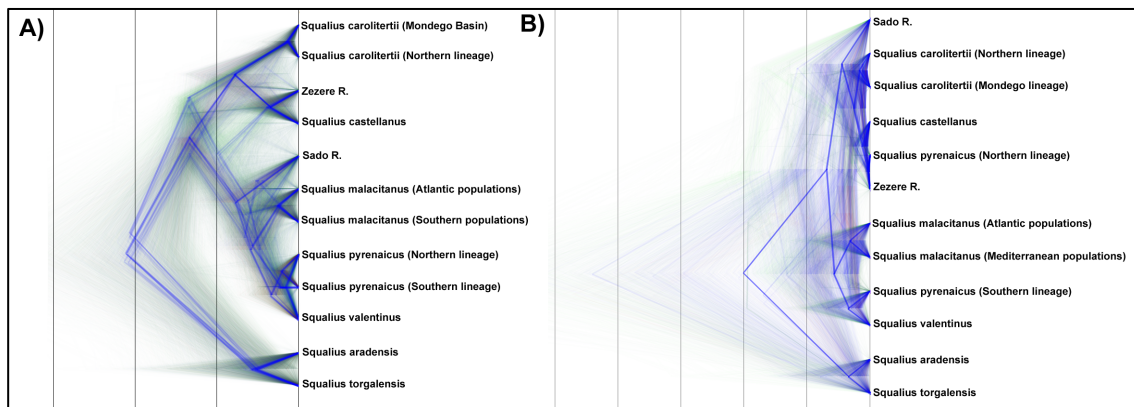 A)
Squalius carolitertii (Mondego Basin)
Squalius carolitertii (Northern lineage)
Zezere R.
Squalius castellanus
Sado R.
Squalius malacitanus (Atlantic populations)
Squalius malacitanus (Southern populations)
Squalius pyrenaicus (Northern lineage)
Squalius pyrenaicus (Southern lineage)
Squalius valentinus
Squalius aradensis
Squalius torgalensis
B)
Sado R.
Squalius carolitertii (Northern lineage)
Squalius carolitertii (Mondego lineage)
Squalius castellanus
Squalius pyrenaicus (Northern lineage)
Zezere R.
Squalius malacitanus (Atlantic populations)
Squalius malacitanus (Mediterranean populations)
Squalius pyrenaicus (Southern lineage)
Squalius valentinus
Squalius aradensis
Squalius torgalensis